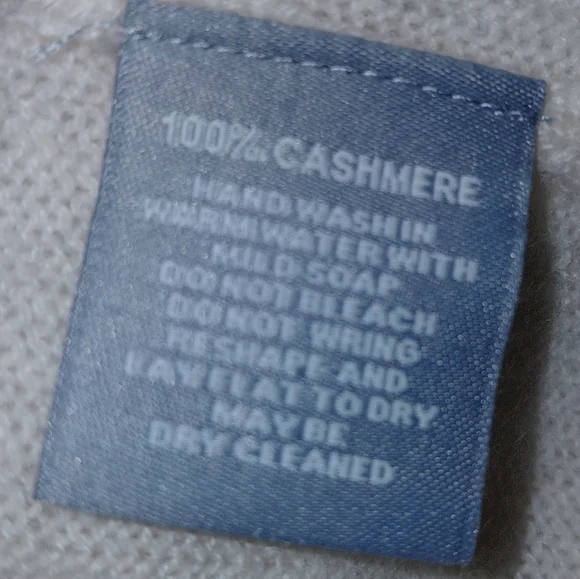 100% CASHMERE
HAND WASH IN
WARM WATER WITH
MILD SOAP
DO NOT BLEACH
DO NOT WRING
RESHAPE AND
LAY FLAT TO DRY
MAY BE
DRY CLEANED